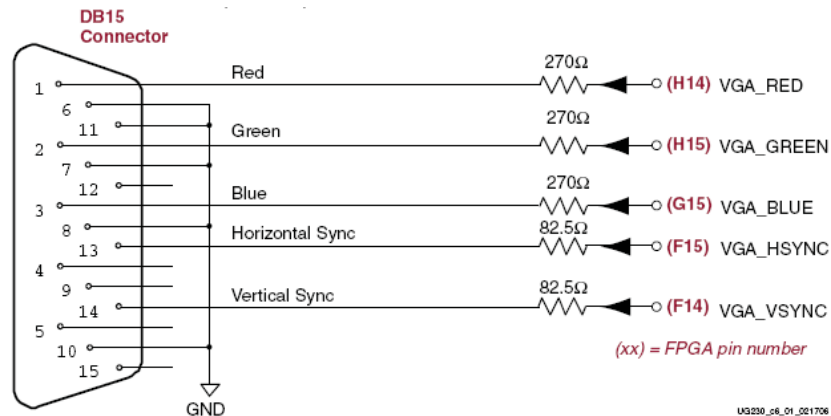 DB15
Connector
1
Red
270Ω
(H14) VGA_RED
6
11
2
Green
270Ω
(H15) VGA_GREEN
7
12
3
Blue
270Ω
(G15) VGA_BLUE
8
13
Horizontal Sync
82.5Ω
(F15) VGA_HSYNC
4
9
14
Vertical Sync
82.5Ω
(F14) VGA_VSYNC
5
10
15
(xx) = FPGA pin number
GND
UG230_c6_01_021706